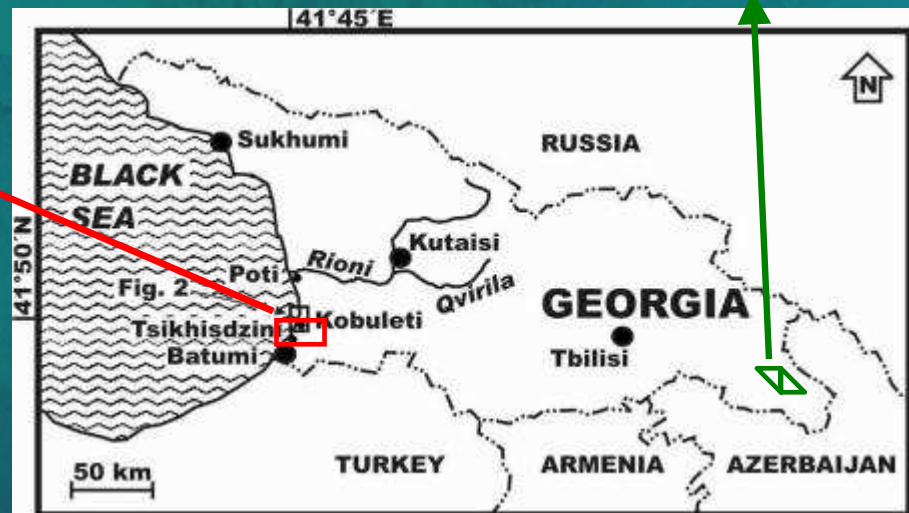 41°45´E
N
Sukhumi
RUSSIA
BLACK
SEA
41°50´N
Kutaisi
Poti
Rioni
Fig. 2
Qvirila
GEORGIA
Tsikhisdzin
Kobuleti
Batumi
Tbilisi
50 km
TURKEY
ARMENIA
AZERBAIJAN